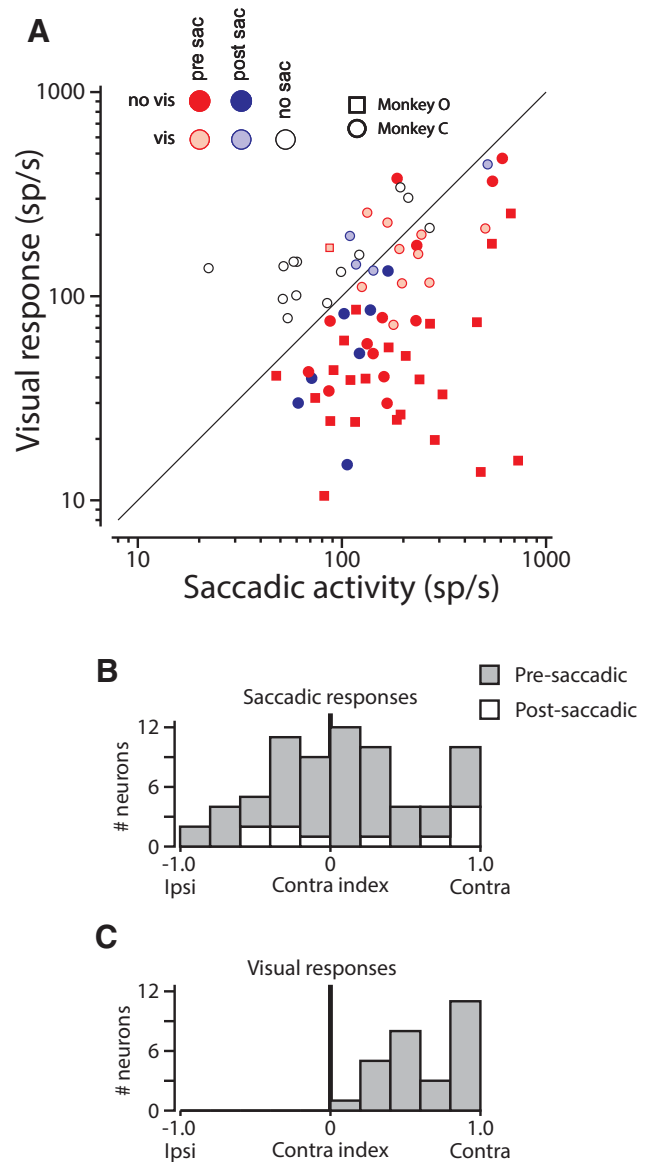 A
pre sac
post sac
no sac
no vis
vis
Monkey O
Monkey C
1000
100
10
Visual response (sp/s)
10
100
1000
Saccadic activity (sp/s)
B
Pre-saccadic
Post-saccadic
Saccadic responses
12
6
0
# neurons
-1.0
0
1.0
Ipsi
Contra index
Contra
C
Visual responses
12
6
0
# neurons
-1.0
0
1.0
Ipsi
Contra index
Contra